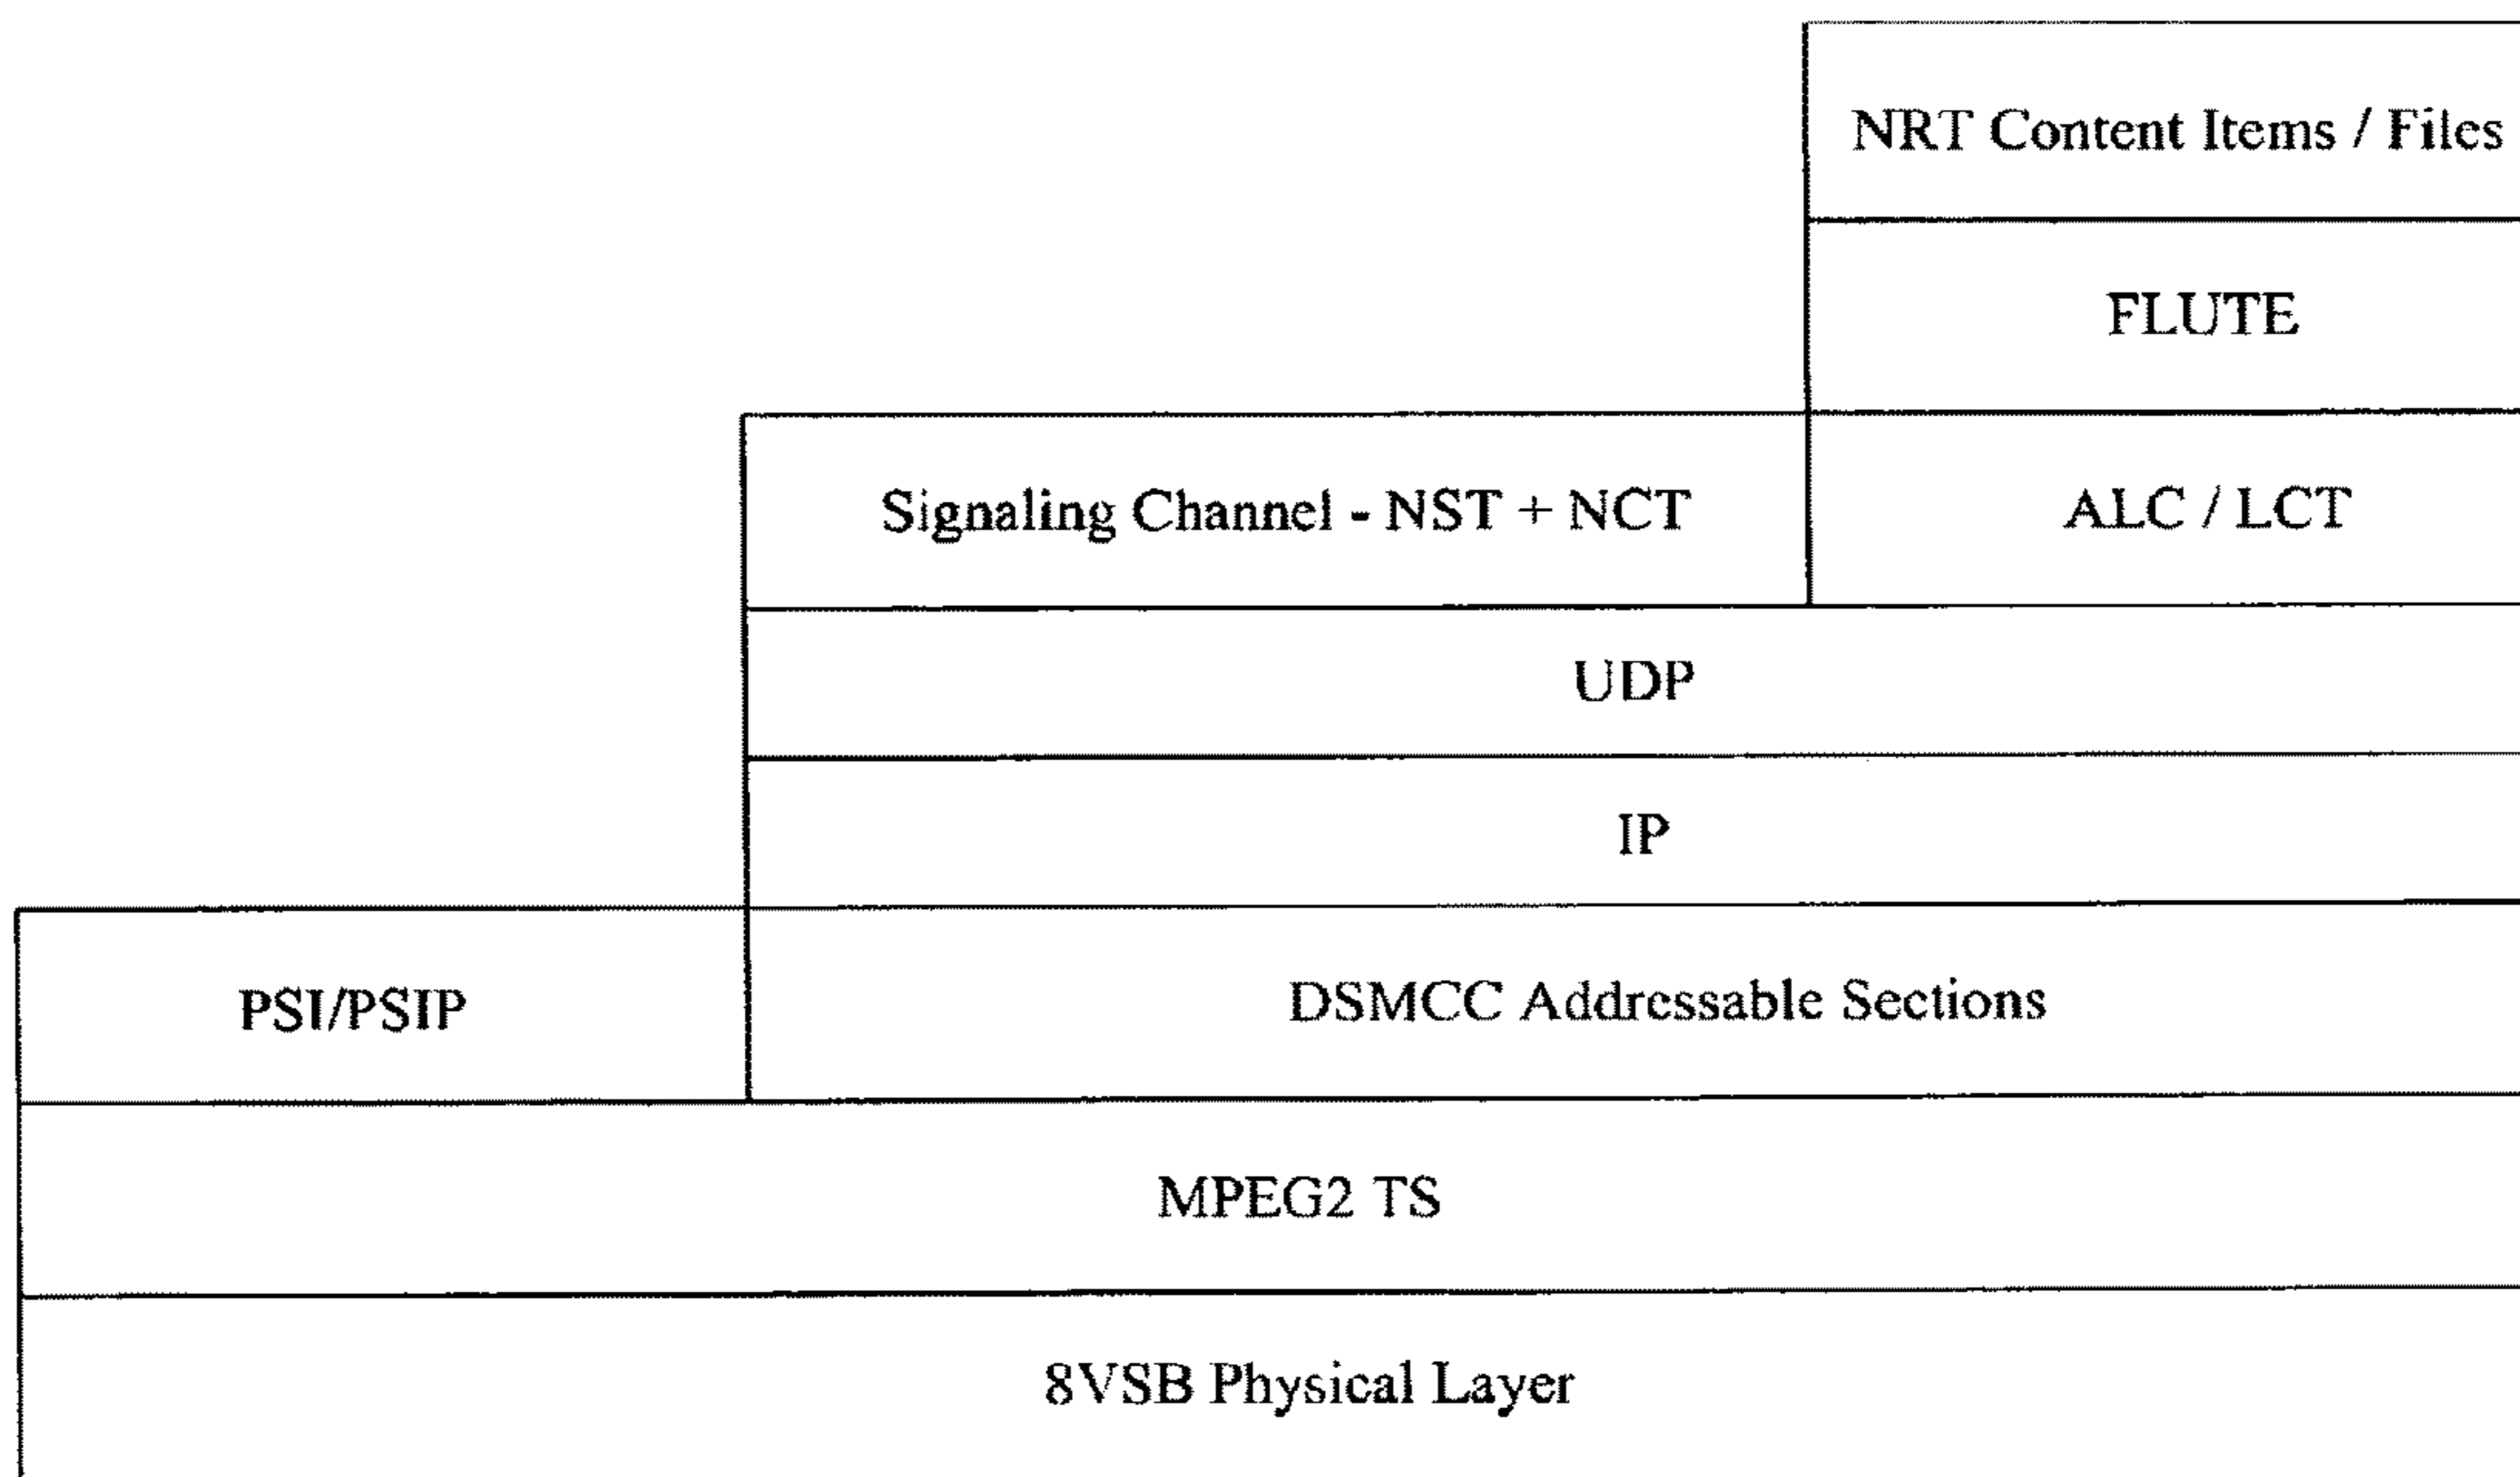 NRT Content Items / Files
FLUTE
Signaling Channel - NST + NCT
ALC / LCT
UDP
IP
PSI/PSIP
DSMCC Addressable Sections
MPEG2 TS
8VSB Physical Layer